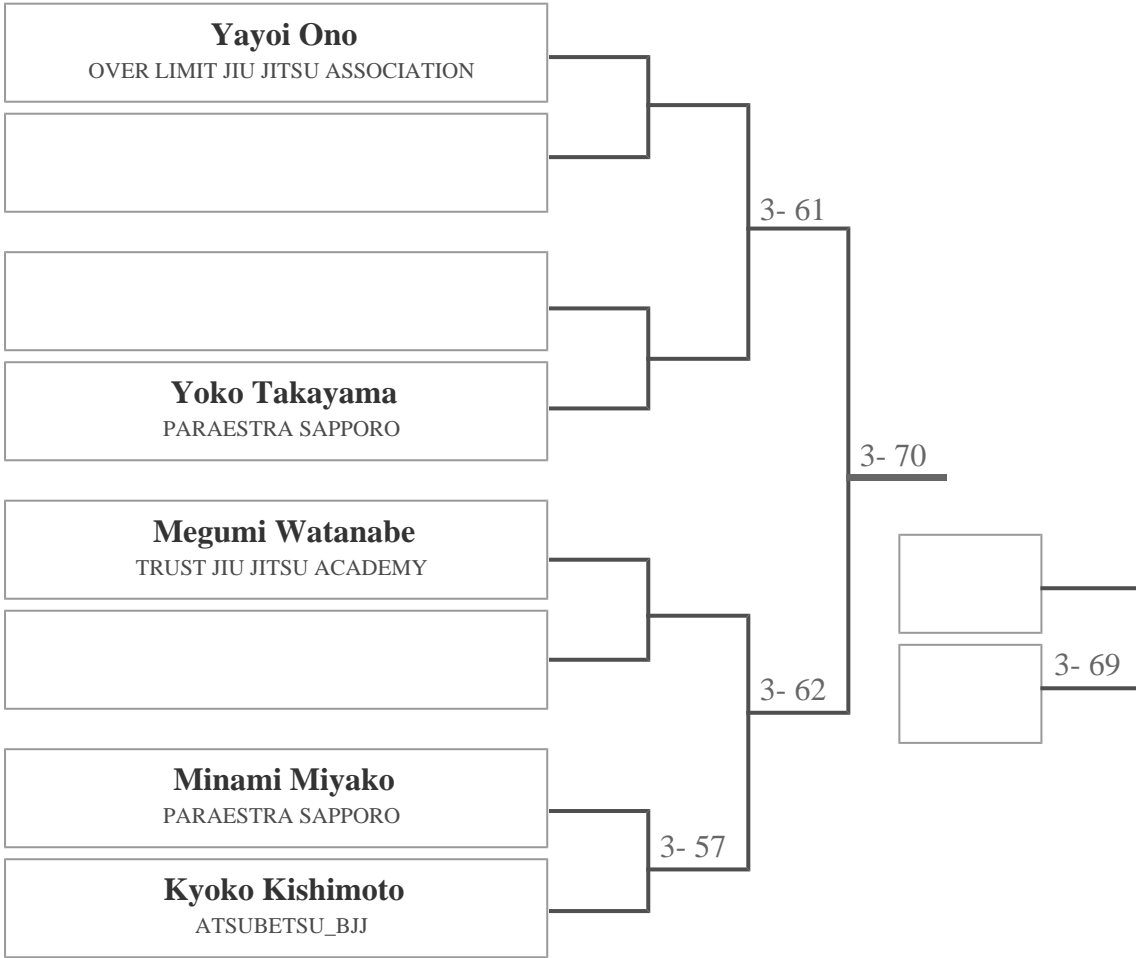 Yayoi Ono
OVER LIMIT JIU JITSU ASSOCIATION
3- 61
Yoko Takayama
PARAESTRA SAPPORO
3- 70
Megumi Watanabe
TRUST JIU JITSU ACADEMY
3- 69
3- 62
Minami Miyako
PARAESTRA SAPPORO
3- 57
Kyoko Kishimoto
ATSUBETSU_BJJ